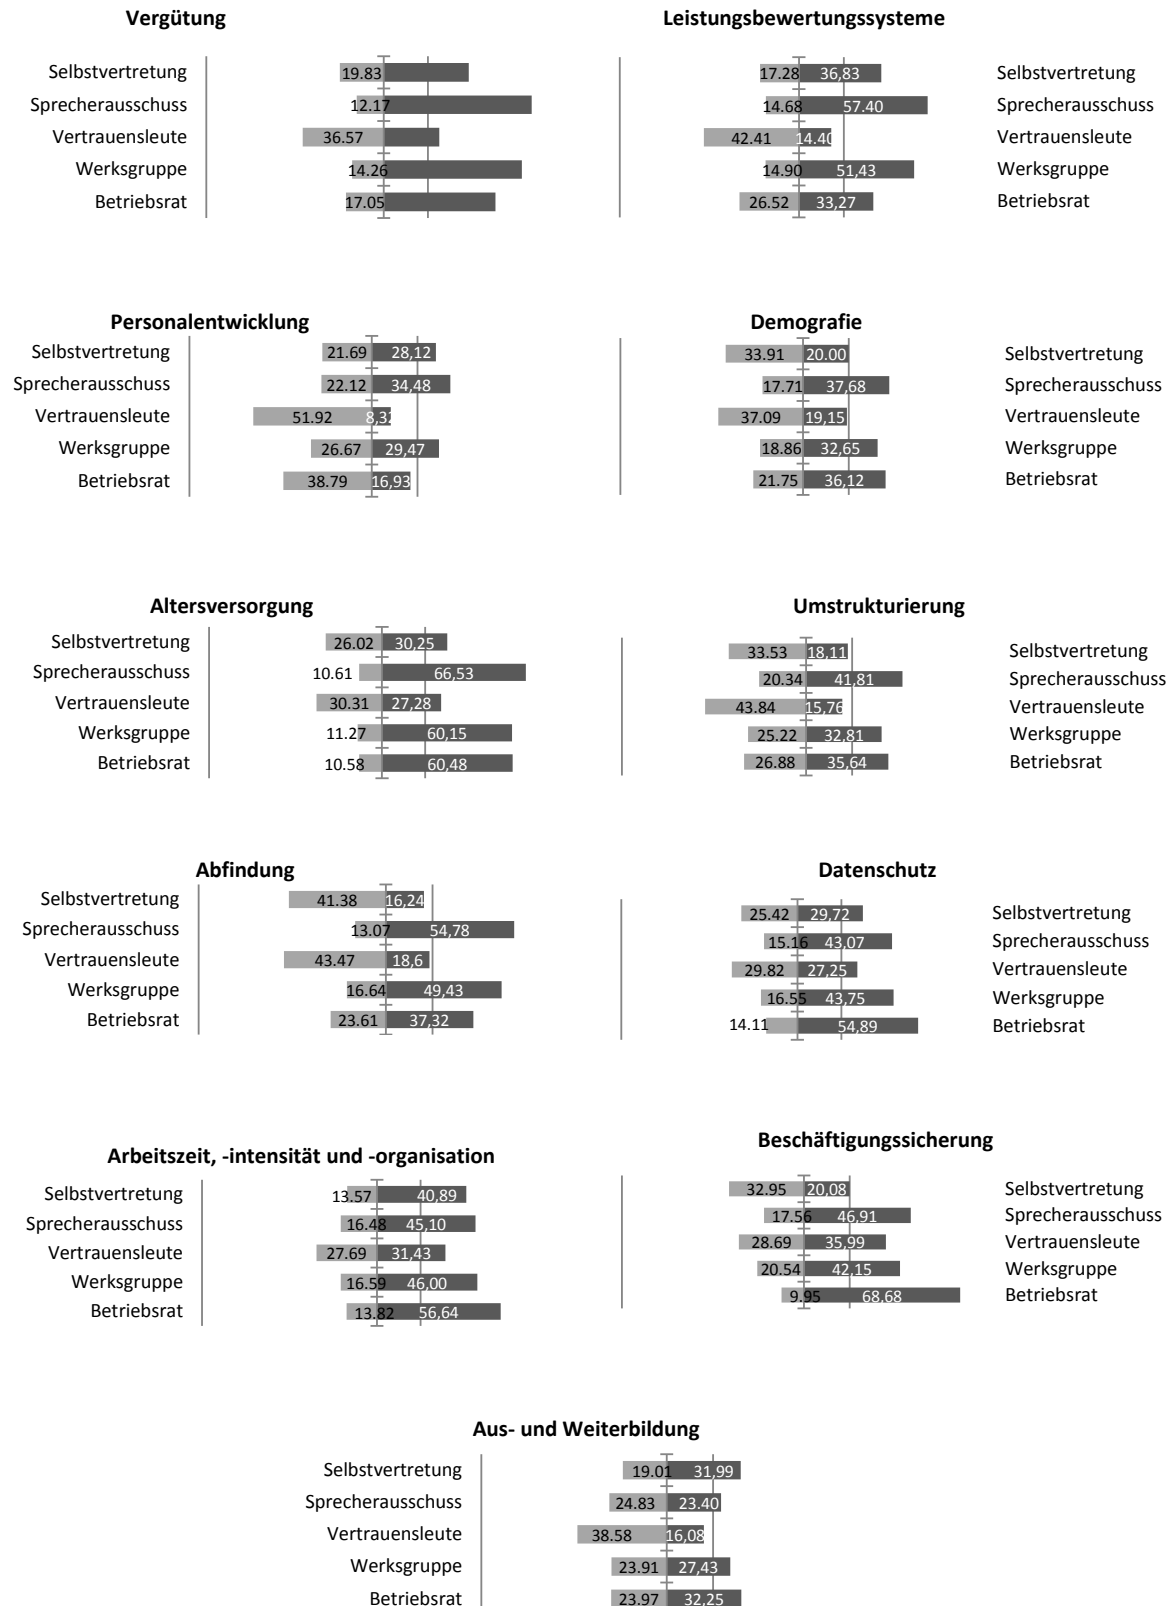 Vergütung
Selbstvertretung 19.83
Sprecherausschuss 12.17
Vertrauensleute 36.57
Werksgruppe 14.26
Betriebsrat 17.05
Leistungsbewertungssysteme
17.28 36,83 Selbstvertretung
14.68 57.40 Sprecherausschuss
42.41 14.40 Vertrauensleute
14.90 51,43 Werksgruppe
26.52 33,27 Betriebsrat
Personalentwicklung
Selbstvertretung 21.69 28,12
Sprecherausschuss 22.12 34,48
Vertrauensleute 51.92 8,32
Werksgruppe 26.67 29,47
Betriebsrat 38.79 16,93
Demografie
33.91 20.00 Selbstvertretung
17.71 37,68 Sprecherausschuss
37.09 19,15 Vertrauensleute
18.86 32,65 Werksgruppe
21.75 36,12 Betriebsrat
Altersversorgung
Selbstvertretung 26.02 30,25
Sprecherausschuss 10.61 66,53
Vertrauensleute 30.31 27,28
Werksgruppe 11.27 60,15
Betriebsrat 10.58 60,48
Umstrukturierung
33.53 18,11 Selbstvertretung
20.34 41,81 Sprecherausschuss
43.84 15,76 Vertrauensleute
25.22 32,81 Werksgruppe
26.88 35,64 Betriebsrat
Abfindung
Selbstvertretung 41.38 16,24
Sprecherausschuss 13.07 54,78
Vertrauensleute 43.47 18,6
Werksgruppe 16.64 49,43
Betriebsrat 23.61 37,32
Datenschutz
25.42 29,72 Selbstvertretung
15.16 43,07 Sprecherausschuss
29.82 27,25 Vertrauensleute
16.55 43,75 Werksgruppe
14.11 54,89 Betriebsrat
Arbeitszeit, -intensität und -organisation
Selbstvertretung 13.57 40,89
Sprecherausschuss 16.48 45,10
Vertrauensleute 27.69 31,43
Werksgruppe 16.59 46,00
Betriebsrat 13.82 56,64
Beschäftigungssicherung
32.95 20,08 Selbstvertretung
17.56 46,91 Sprecherausschuss
28.69 35,99 Vertrauensleute
20.54 42,15 Werksgruppe
9.95 68,68 Betriebsrat
Aus- und Weiterbildung
Selbstvertretung 19.01 31,99
Sprecherausschuss 24.83 23.40
Vertrauensleute 38.58 16,08
Werksgruppe 23.91 27,43
Betriebsrat 23.97 32,25